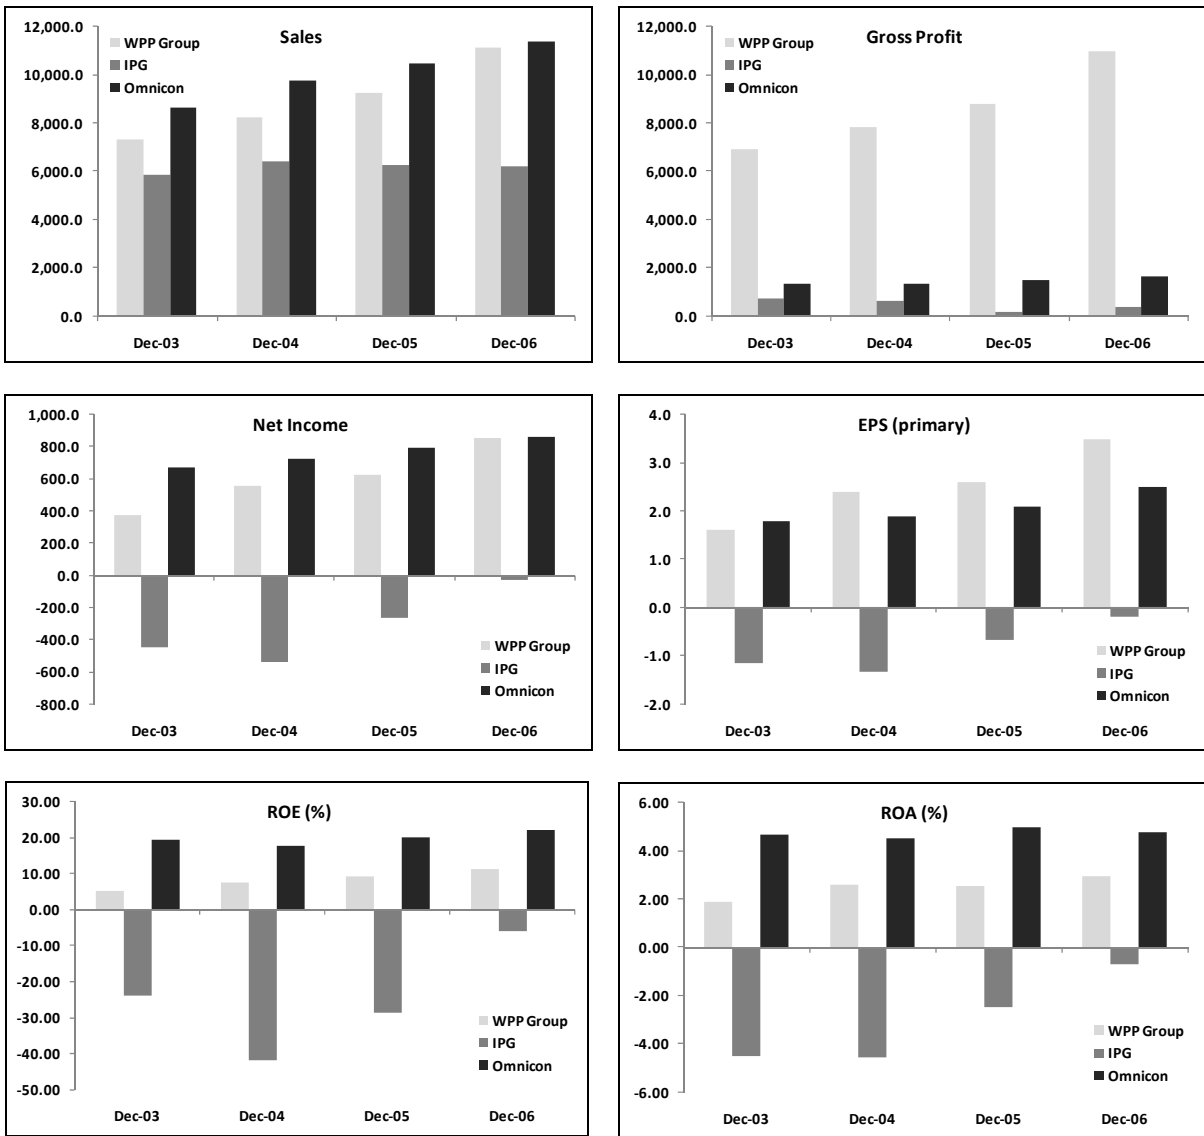 Sales
WPP Group
IPG
Omnicon
12,000.0
10,000.0
8,000.0
6,000.0
4,000.0
2,000.0
0.0
Dec-03 Dec-04 Dec-05 Dec-06
Gross Profit
WPP Group
IPG
Omnicon
12,000.0
10,000.0
8,000.0
6,000.0
4,000.0
2,000.0
0.0
Dec-03 Dec-04 Dec-05 Dec-06
Net Income
1,000.0
800.0
600.0
400.0
200.0
0.0
-200.0
-400.0
-600.0
-800.0
WPP Group
IPG
Omnicon
Dec-03 Dec-04 Dec-05 Dec-06
EPS (primary)
4.0
3.0
2.0
1.0
0.0
-1.0
-2.0
WPP Group
IPG
Omnicon
Dec-03 Dec-04 Dec-05 Dec-06
ROE (%)
30.00
20.00
10.00
0.00
-10.00
-20.00
-30.00
-40.00
-50.00
WPP Group
IPG
Omnicon
Dec-03 Dec-04 Dec-05 Dec-06
ROA (%)
6.00
4.00
2.00
0.00
-2.00
-4.00
-6.00
WPP Group
IPG
Omnicon
Dec-03 Dec-04 Dec-05 Dec-06